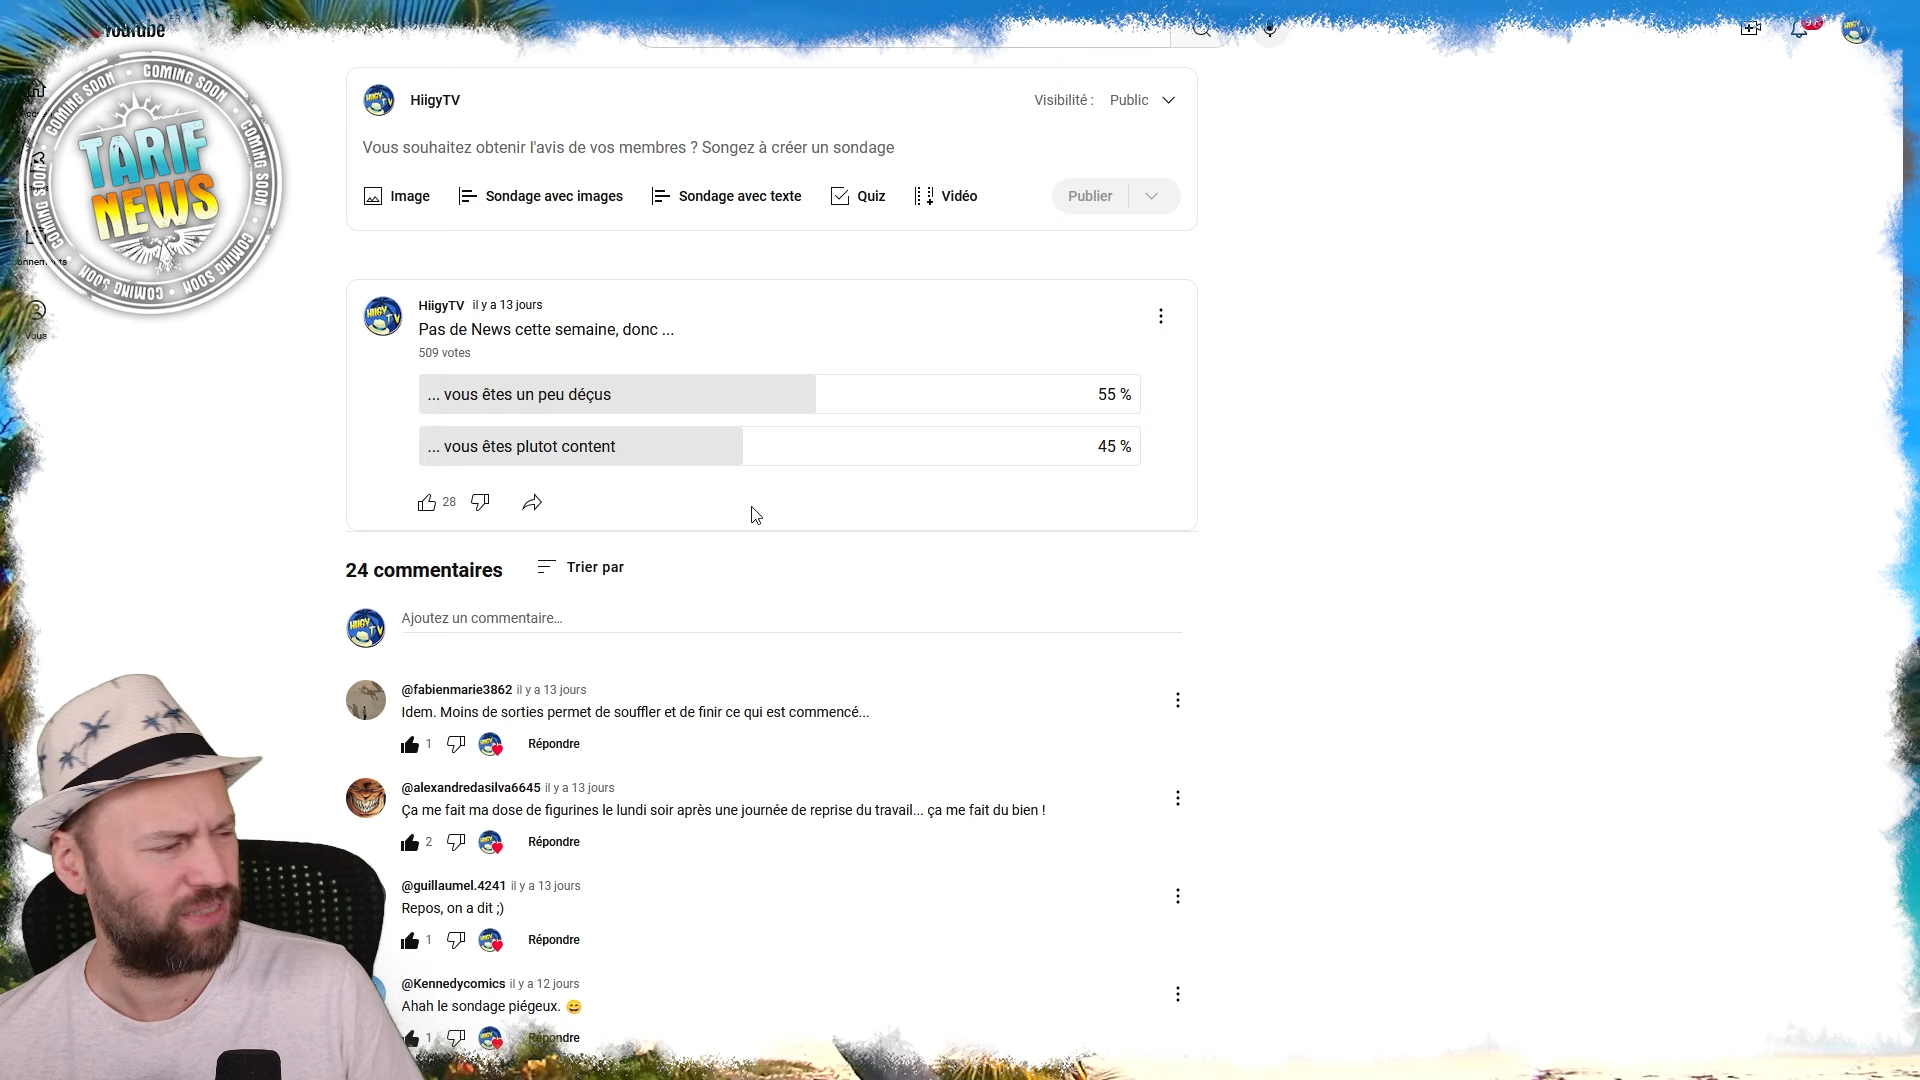 YouTube
COMING SOON • COMING SOON • COMING SOON • COMING SOON • COMING SOON
TARIF
NEWS
Vous
HiigyTV
Visibilité : Public
Vous souhaitez obtenir l'avis de vos membres ? Songez à créer un sondage
Image Sondage avec images Sondage avec texte Quiz Vidéo Publier
HiigyTV il y a 13 jours
Pas de News cette semaine, donc ...
509 votes
... vous êtes un peu déçus 55 %
... vous êtes plutot content 45 %
28
24 commentaires Trier par
Ajoutez un commentaire…
@fabienmarie3862 il y a 13 jours
Idem. Moins de sorties permet de souffler et de finir ce qui est commencé...
1 Répondre
@alexandredasilva6645 il y a 13 jours
Ça me fait ma dose de figurines le lundi soir après une journée de reprise du travail... ça me fait du bien !
2 Répondre
@guillaumel.4241 il y a 13 jours
Repos, on a dit ;)
1 Répondre
@Kennedycomics il y a 12 jours
Ahah le sondage piégeux. 😄
1 Répondre